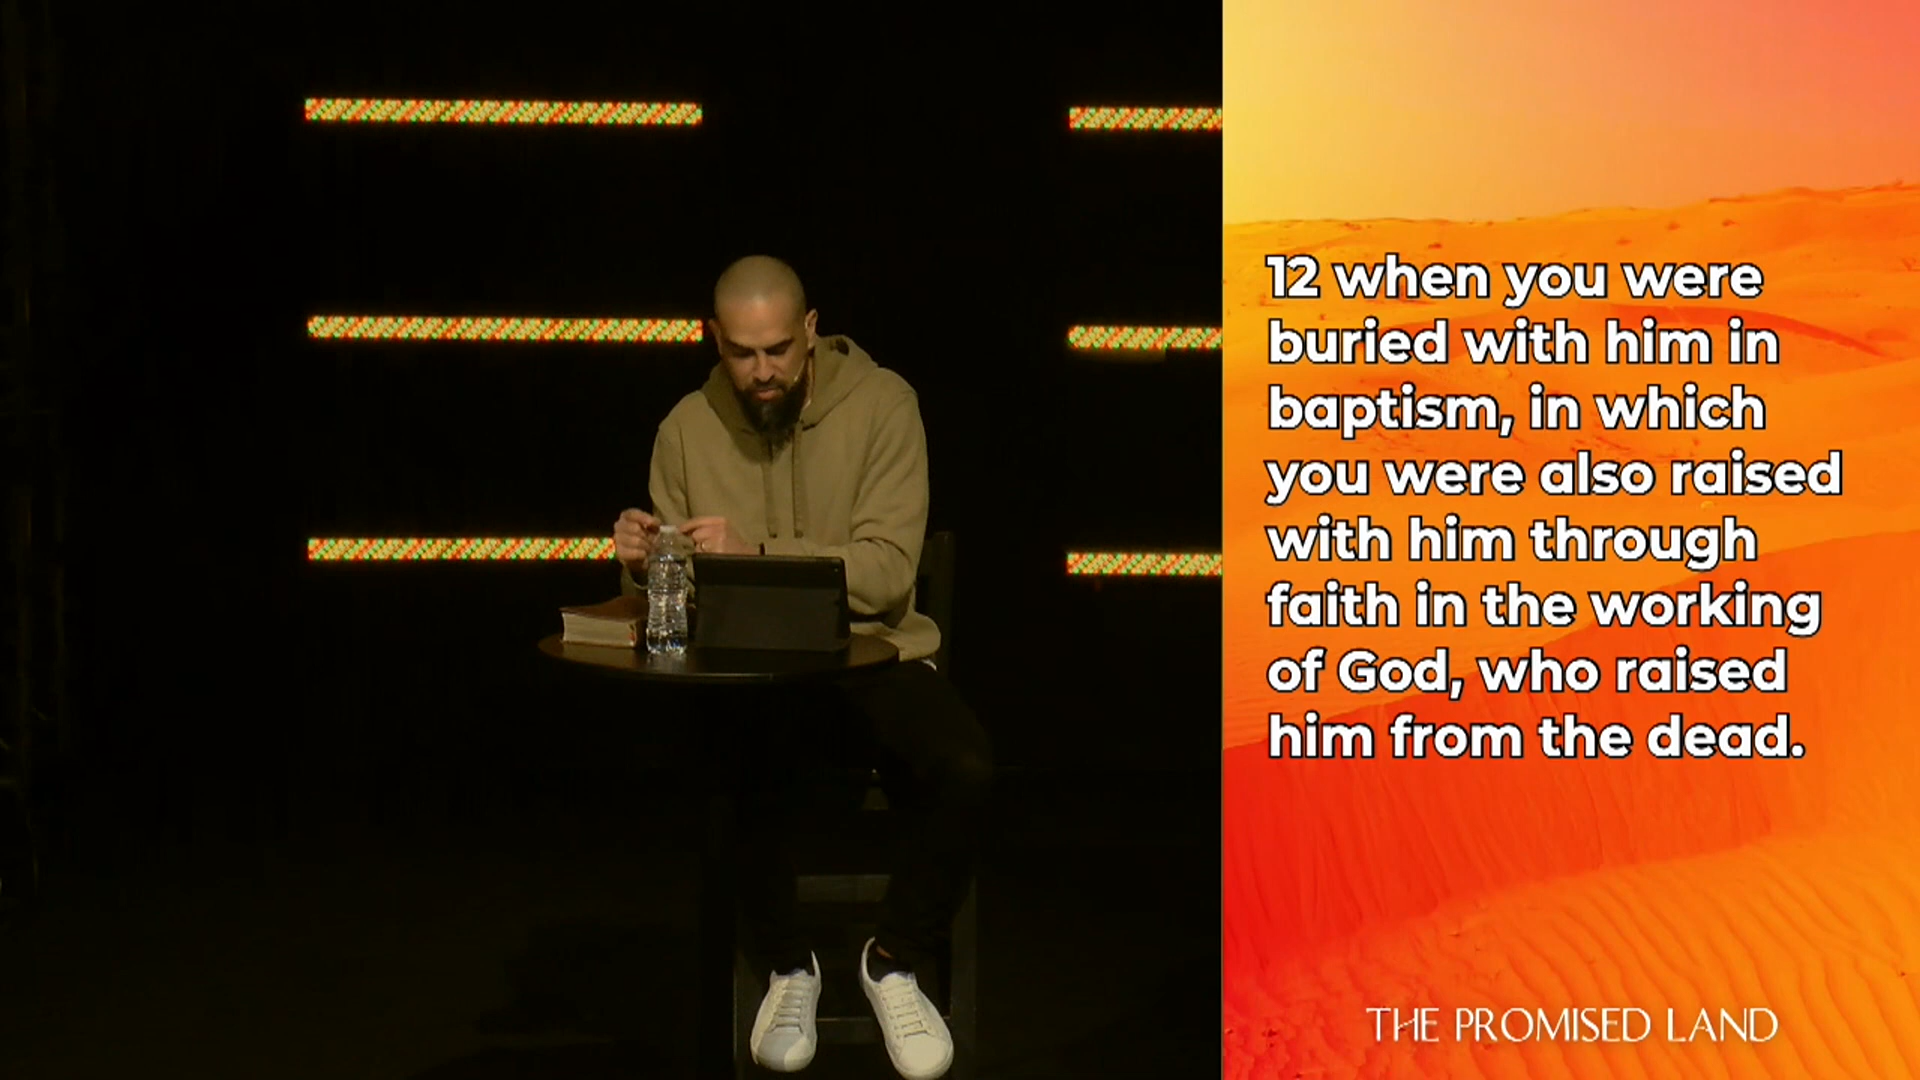 12 when you were
buried with him in
baptism, in which
you were also raised
with him through
faith in the working
of God, who raised
him from the dead.
THE PROMISED LAND